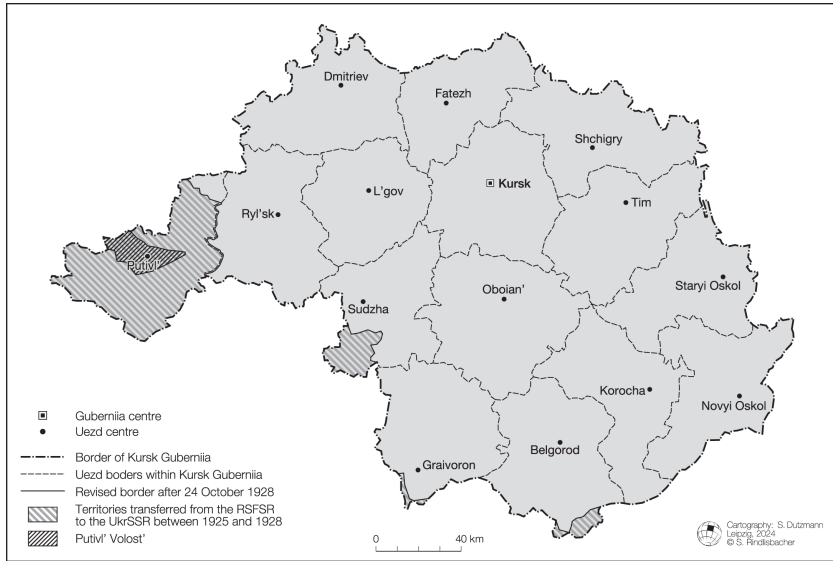 Dmitriev
Fatezh
Shchigry
Kursk
L'gov
Tim
Ryl'sk
Putivl'
Staryi Oskol
Oboian'
Sudzha
Korocha
Novyi Oskol
Belgorod
Graivoron
Guberniia centre
Uezd centre
Border of Kursk Guberniia
Uezd boders within Kursk Guberniia
Revised border after 24 October 1928
Territories transferred from the RSFSR
to the UkrSSR between 1925 and 1928
Putivl' Volost'
0 40 km
Cartography: S. Dutzmann
Leipzig, 2024
© S. Rindlisbacher